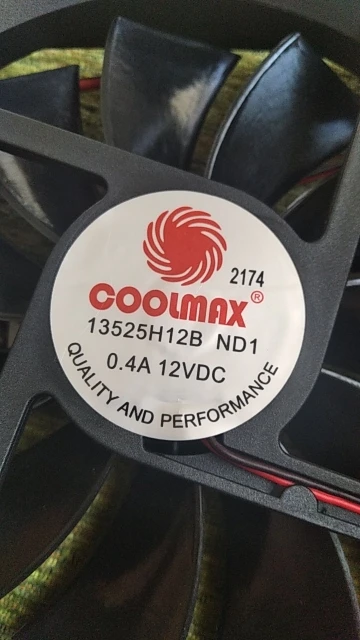 2174
COOLMAX®
13525H12B ND1
0.4A 12VDC
QUALITY AND PERFORMANCE